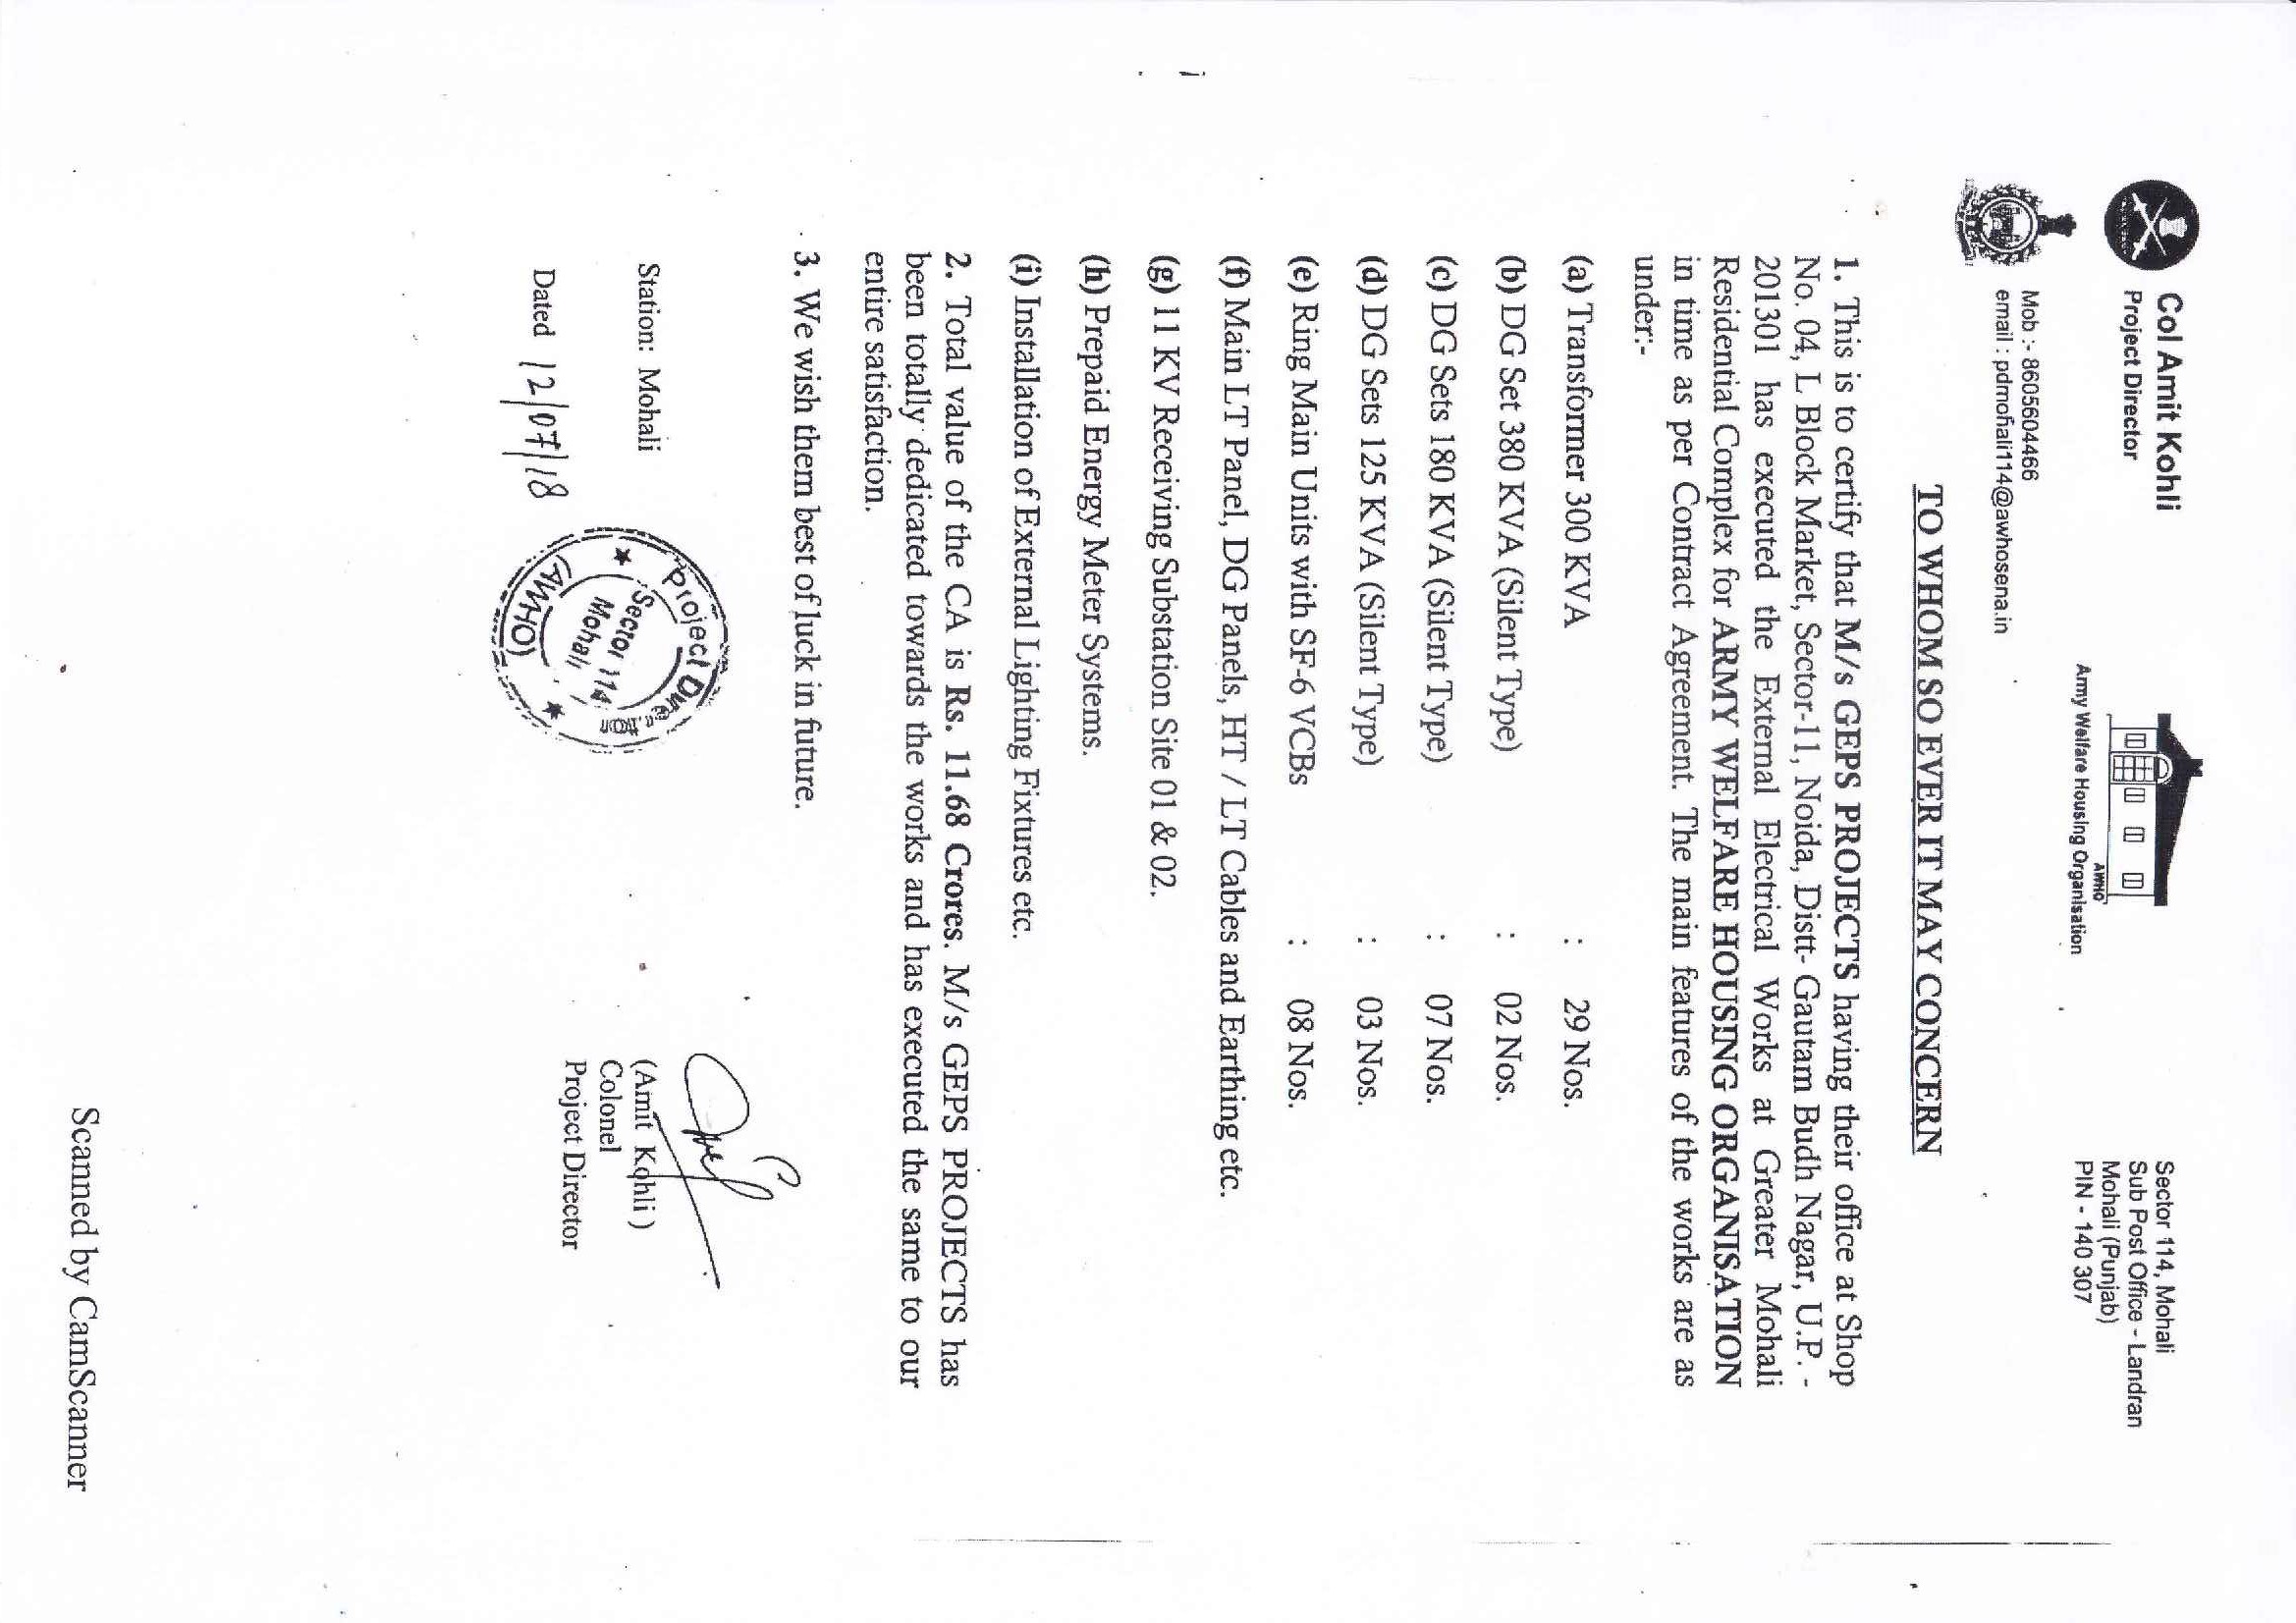 Col Amit Kohli
Project Director
Mob :- 8605604466
email : pdmohali114@awhosena.in
AWHO
Army Welfare Housing Organisation
Sector 114, Mohali
Sub Post Office - Landran
Mohali (Punjab)
PIN - 140 307
TO WHOM SO EVER IT MAY CONCERN
1. This is to certify that M/s GEPS PROJECTS having their office at Shop
No. 04, L Block Market, Sector-11, Noida, Distt- Gautam Budh Nagar, U.P. -
201301 has executed the External Electrical Works at Greater Mohali
Residential Complex for ARMY WELFARE HOUSING ORGANISATION
in time as per Contract Agreement. The main features of the works are as
under:-
(a) Transformer 300 KVA : 29 Nos.
(b) DG Set 380 KVA (Silent Type) : 02 Nos.
(c) DG Sets 180 KVA (Silent Type) : 07 Nos.
(d) DG Sets 125 KVA (Silent Type) : 03 Nos.
(e) Ring Main Units with SF-6 VCBs : 08 Nos.
(f) Main LT Panel, DG Panels, HT / LT Cables and Earthing etc.
(g) 11 KV Receiving Substation Site 01 & 02.
(h) Prepaid Energy Meter Systems.
(i) Installation of External Lighting Fixtures etc.
2. Total value of the CA is Rs. 11.68 Crores. M/s GEPS PROJECTS has
been totally dedicated towards the works and has executed the same to our
entire satisfaction.
3. We wish them best of luck in future.
Station: Mohali
Dated 12/07/18
Project Director
Sector 114
Mohali
(AWHO)
(Amit Kohli )
Colonel
Project Director
Scanned by CamScanner